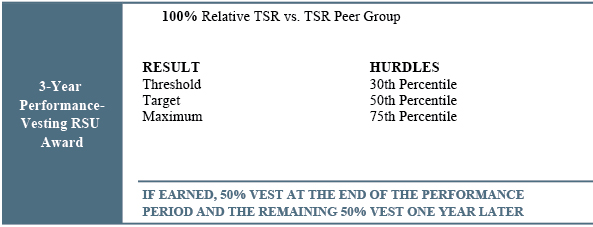 100% Relative TSR vs. TSR Peer Group
3-Year
Performance-
Vesting RSU
Award
RESULT HURDLES
Threshold 30th Percentile
Target 50th Percentile
Maximum 75th Percentile
IF EARNED, 50% VEST AT THE END OF THE PERFORMANCE
PERIOD AND THE REMAINING 50% VEST ONE YEAR LATER